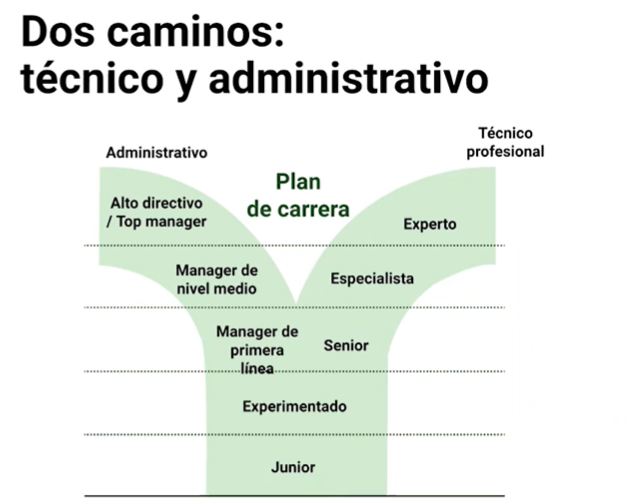 Dos caminos:
técnico y administrativo
Administrativo
Técnico
profesional
Plan
de carrera
Alto directivo
/ Top manager
Experto
Manager de
nivel medio
Especialista
Manager de
primera
línea
Senior
Experimentado
Junior